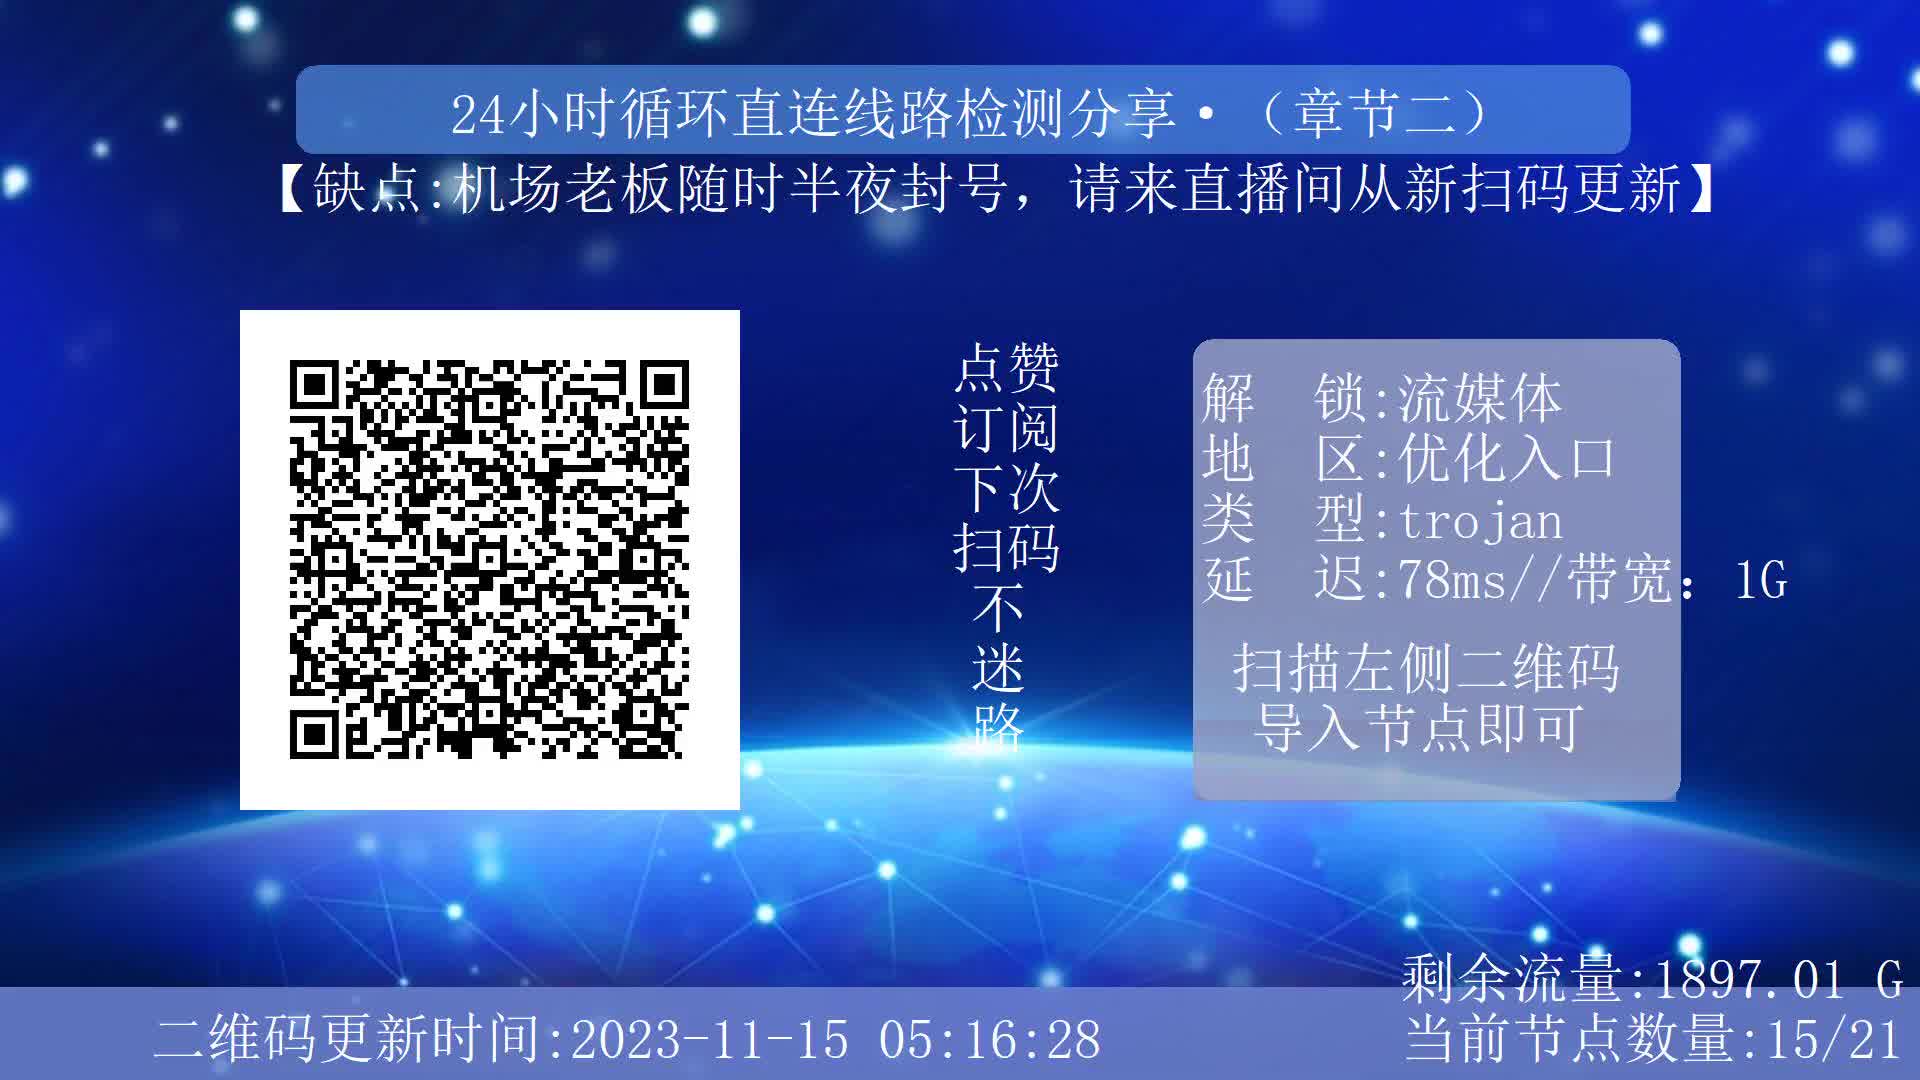 24小时循环直连线路检测分享·（章节二）
【缺点:机场老板随时半夜封号，请来直播间从新扫码更新】
点赞
订阅
下次
扫码
不
迷
路
解 锁:流媒体
地 区:优化入口
类 型:trojan
延 迟:78ms//带宽：1G
扫描左侧二维码
导入节点即可
剩余流量:1897.01 G
二维码更新时间:2023-11-15 05:16:28
当前节点数量:15/21